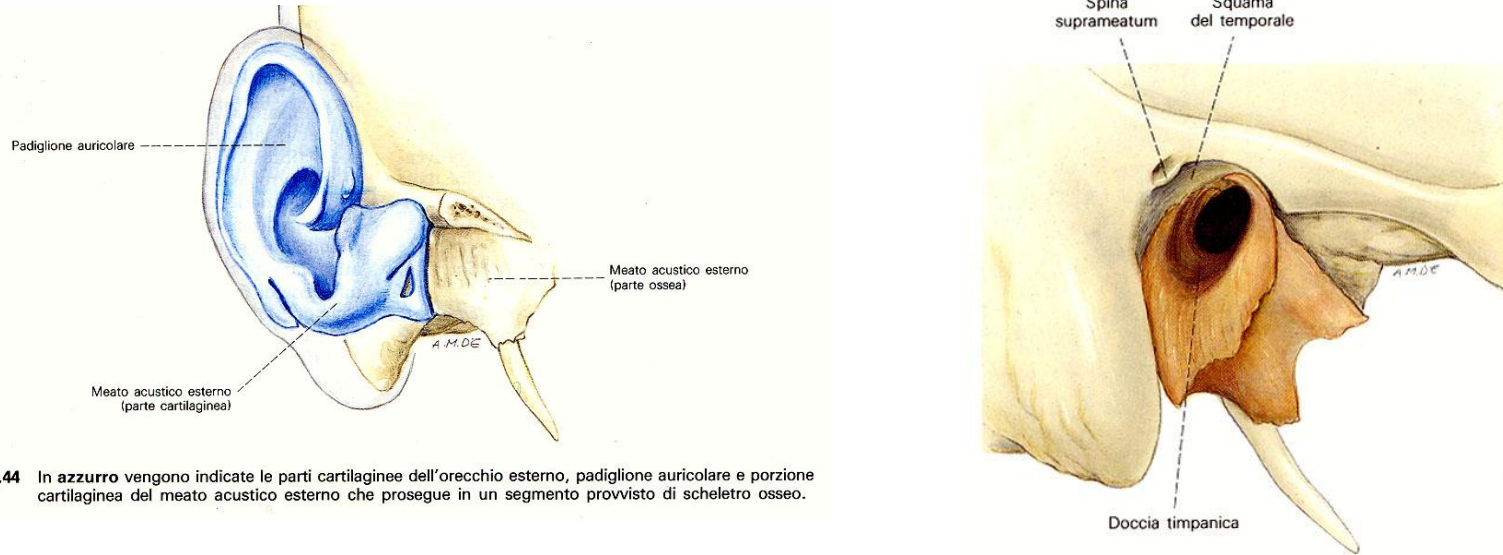 Padiglione auricolare
Meato acustico esterno
(parte ossea)
A.M.DE
Meato acustico esterno
(parte cartilaginea)
.44 In azzurro vengono indicate le parti cartilaginee dell'orecchio esterno, padiglione auricolare e porzione
cartilaginea del meato acustico esterno che prosegue in un segmento provvisto di scheletro osseo.
Spina
suprameatum
Squama
del temporale
A.M.DE
Doccia timpanica